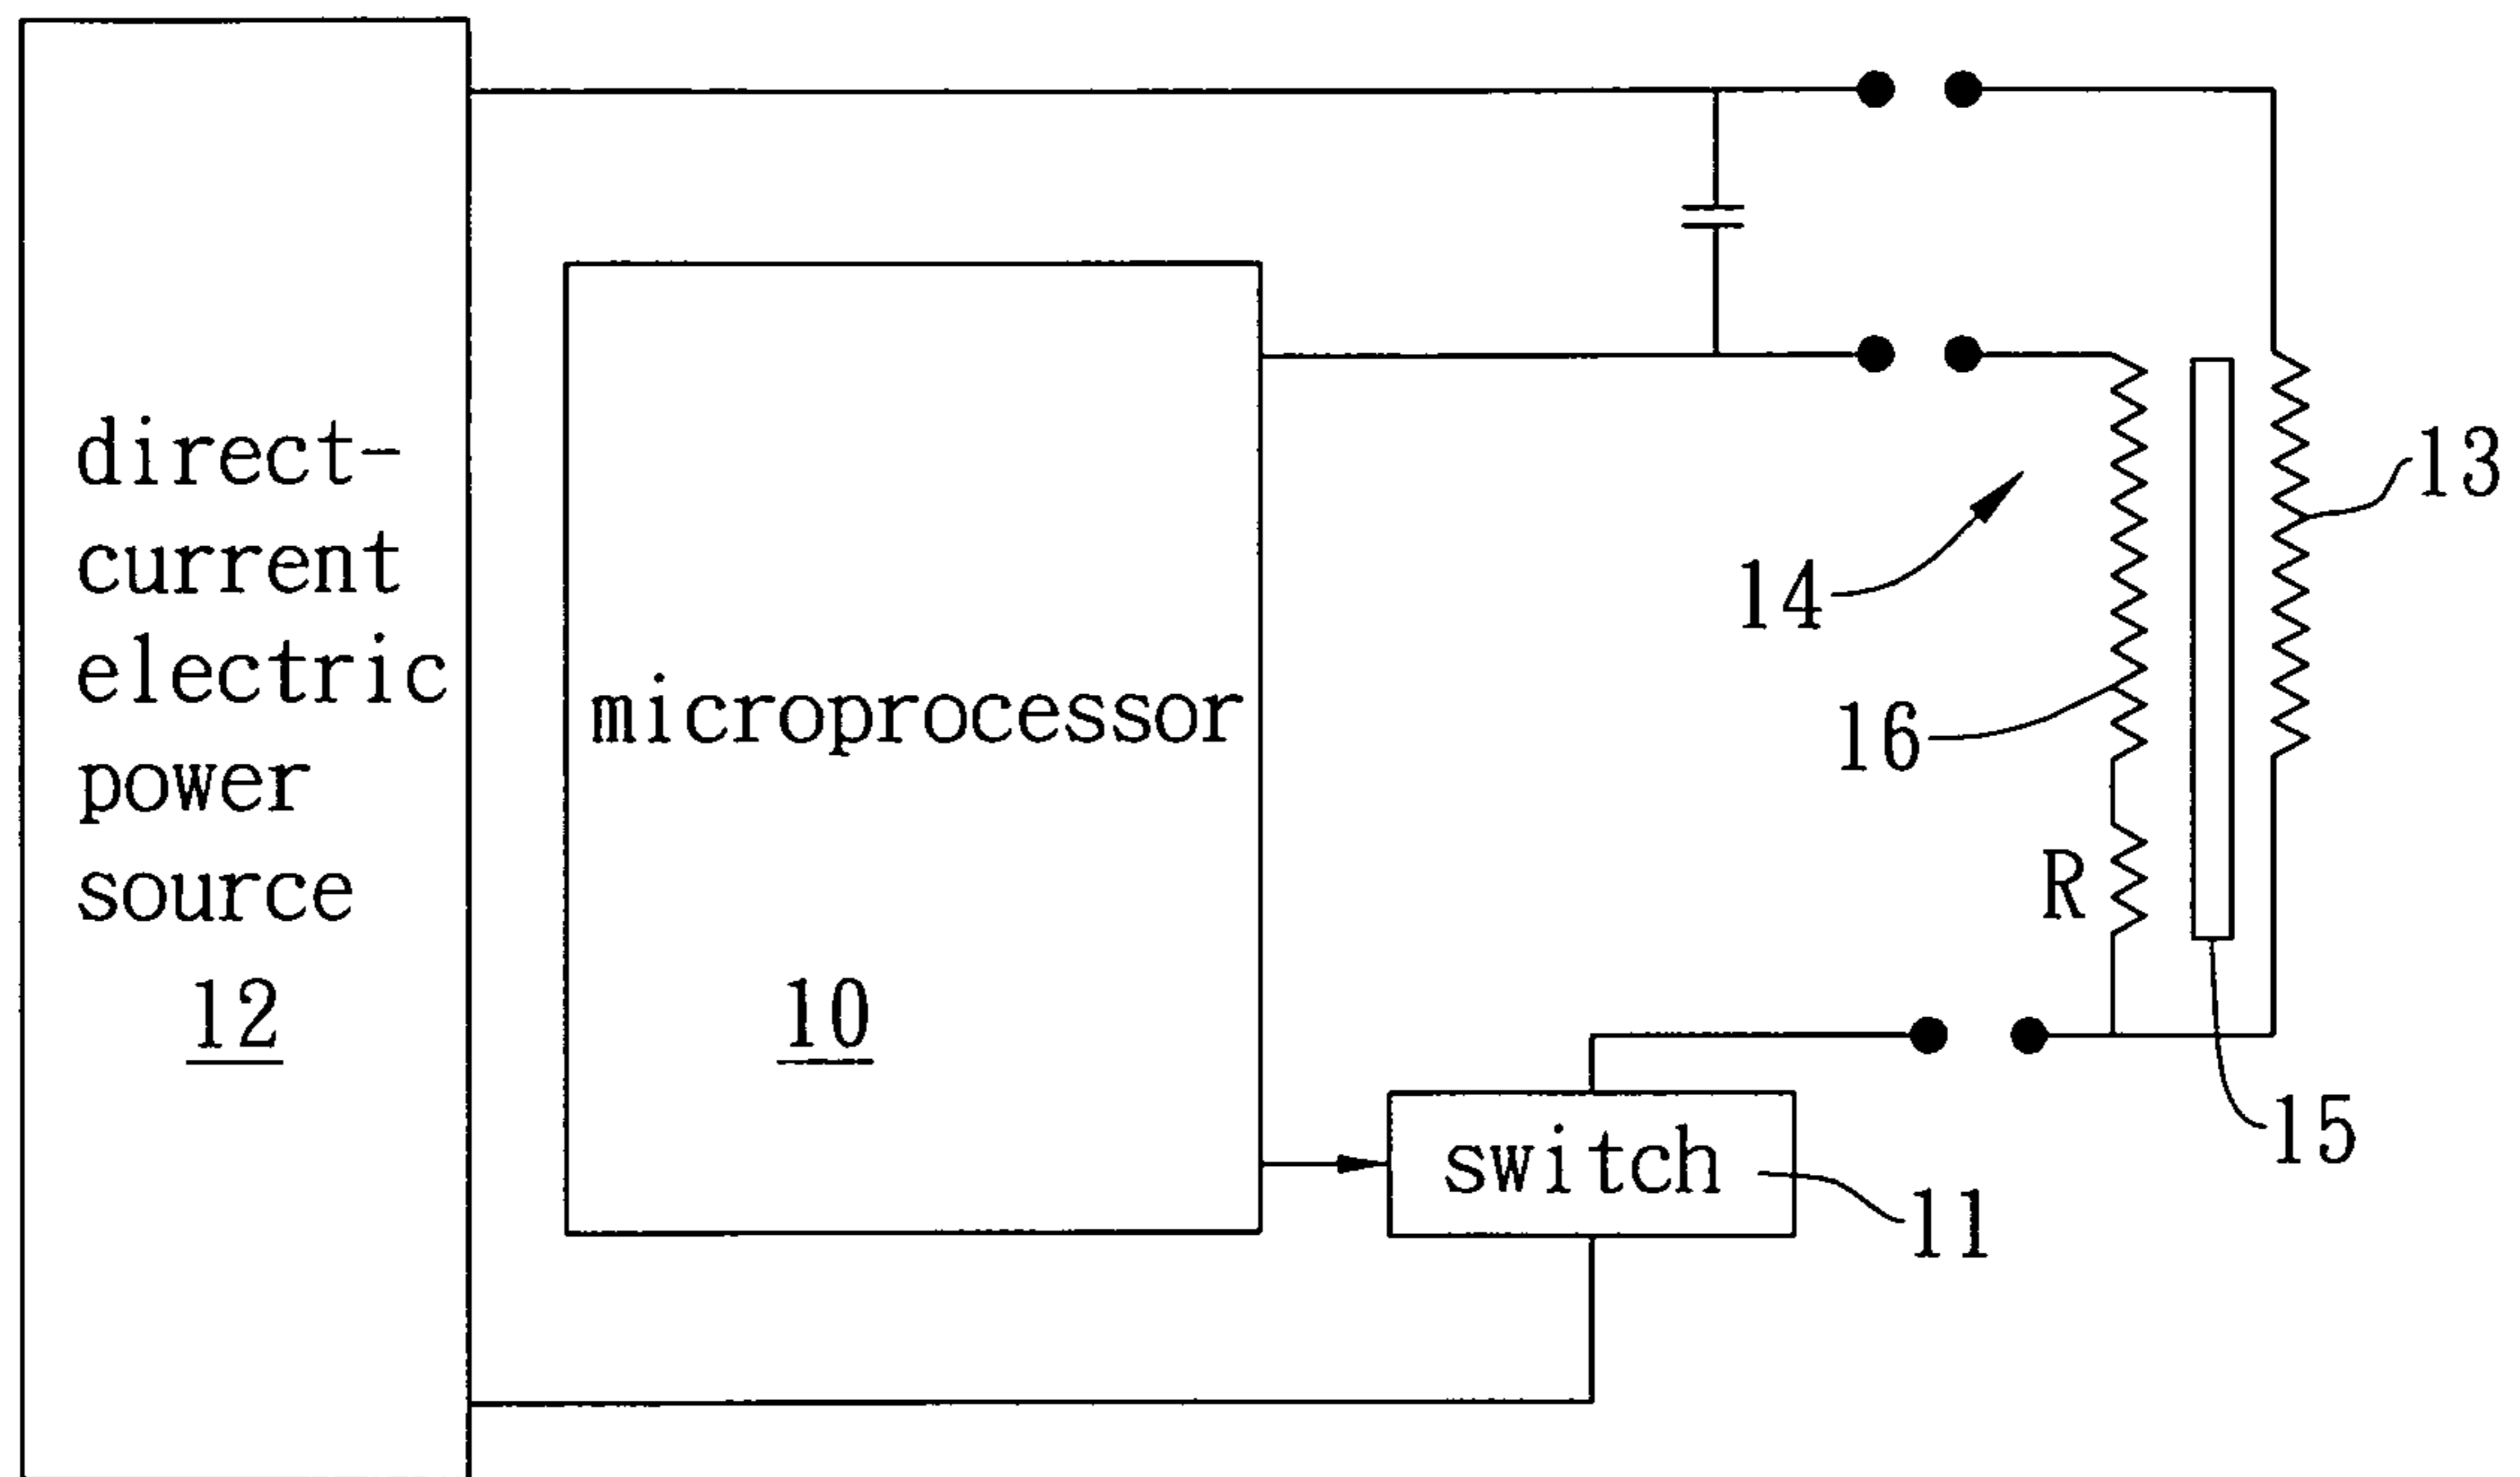 direct-
current
electric
power
source
12
microprocessor
10
switch
11
13
14
16
R
15